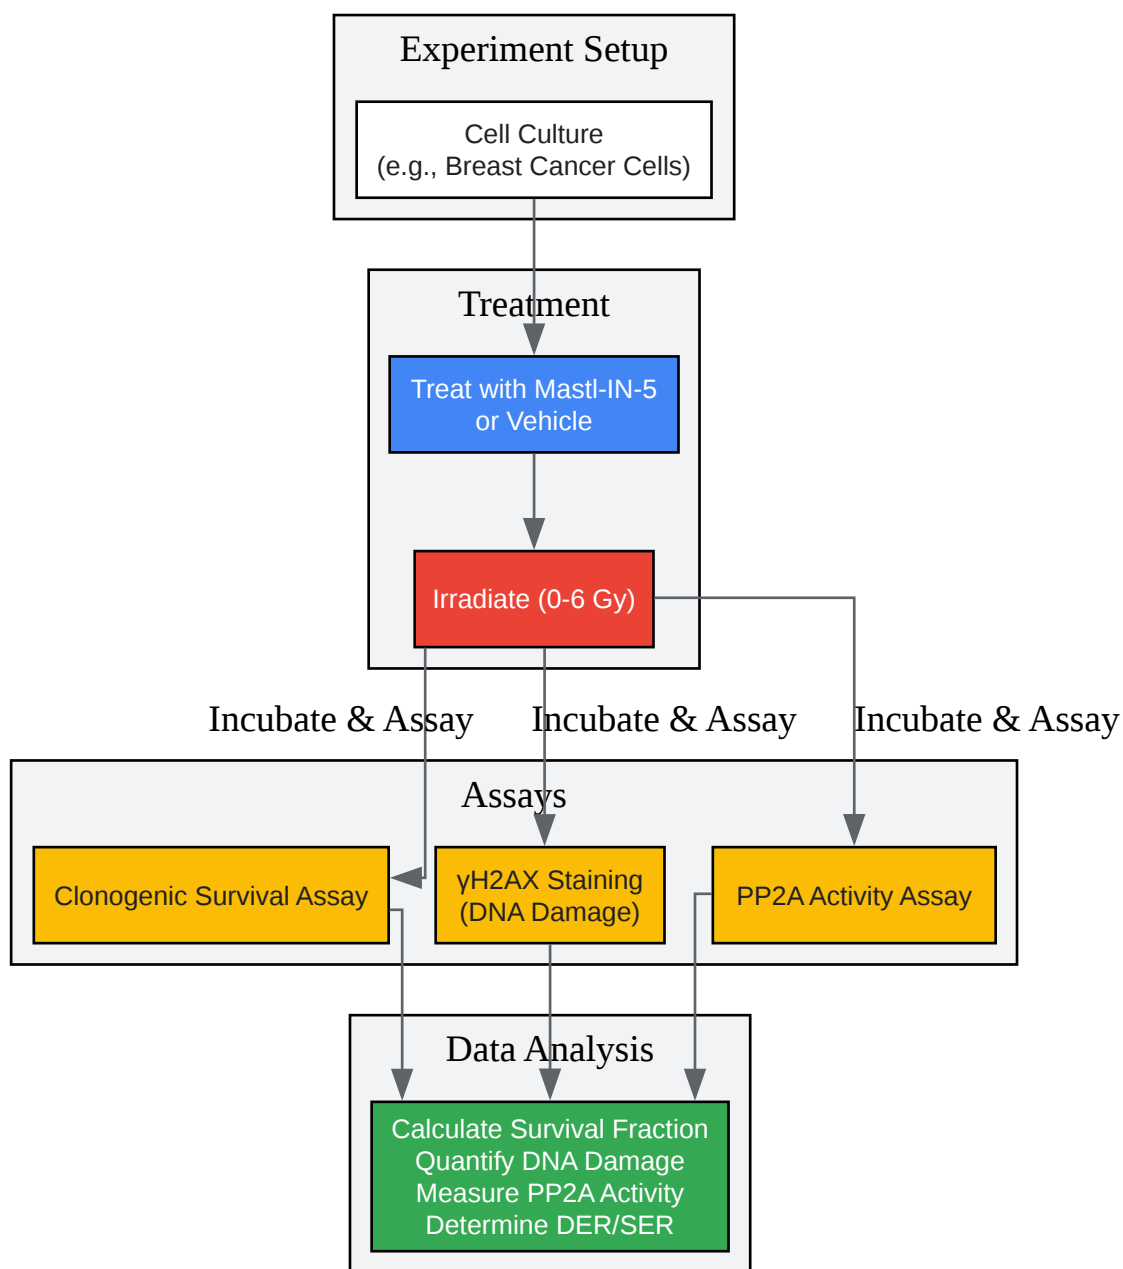 Experiment Setup
Cell Culture
(e.g., Breast Cancer Cells)
Treatment
Treat with Mastl-IN-5
or Vehicle
Irradiate (0-6 Gy)
Incubate & Assay
Incubate & Assay
Incubate & Assay
Assays
Clonogenic Survival Assay
γH2AX Staining
(DNA Damage)
PP2A Activity Assay
Data Analysis
Calculate Survival Fraction
Quantify DNA Damage
Measure PP2A Activity
Determine DER/SER